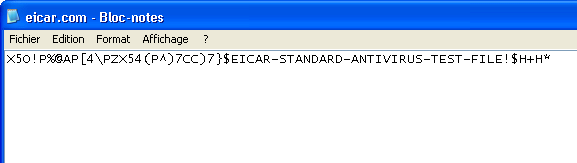 eicar.com - Bloc-notes
Fichier Edition Format Affichage ?
X5O!P%@AP[4\PZX54(P^)7CC)7}$EICAR-STANDARD-ANTIVIRUS-TEST-FILE!$H+H*